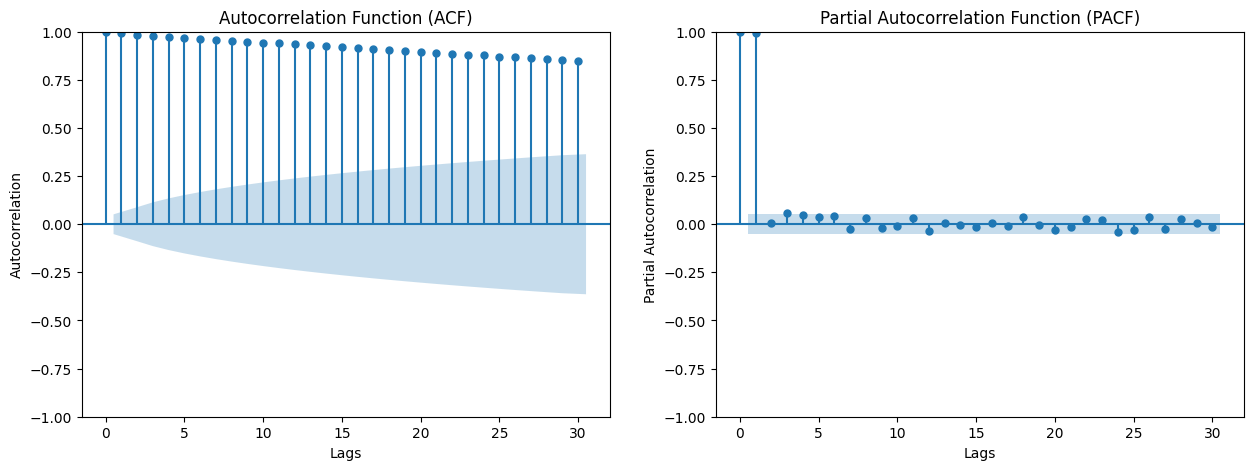 Autocorrelation Function (ACF)
1.00
0.75
0.50
0.25
0.00
−0.25
−0.50
−0.75
−1.00
Autocorrelation
0 5 10 15 20 25 30
Lags
Partial Autocorrelation Function (PACF)
1.00
0.75
0.50
0.25
0.00
−0.25
−0.50
−0.75
−1.00
Partial Autocorrelation
0 5 10 15 20 25 30
Lags